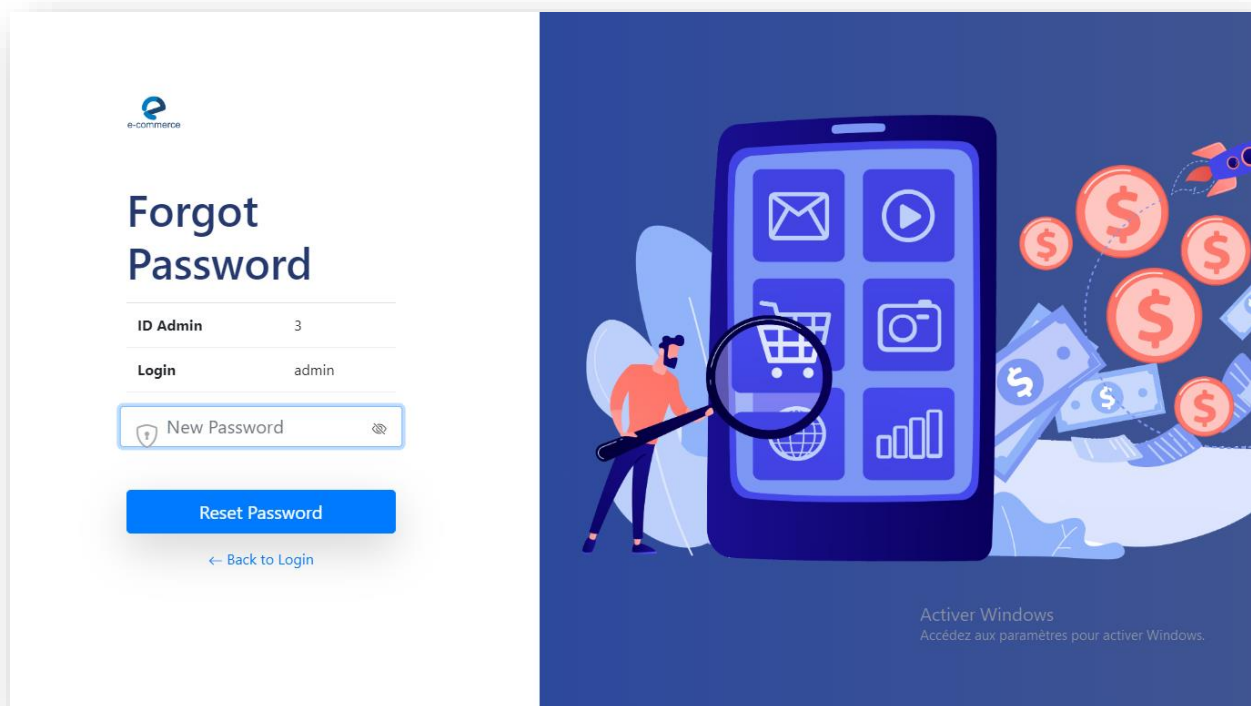 e-commerce
Forgot
Password
ID Admin 3
Login admin
New Password
Reset Password
← Back to Login
Activer Windows
Accédez aux paramètres pour activer Windows.